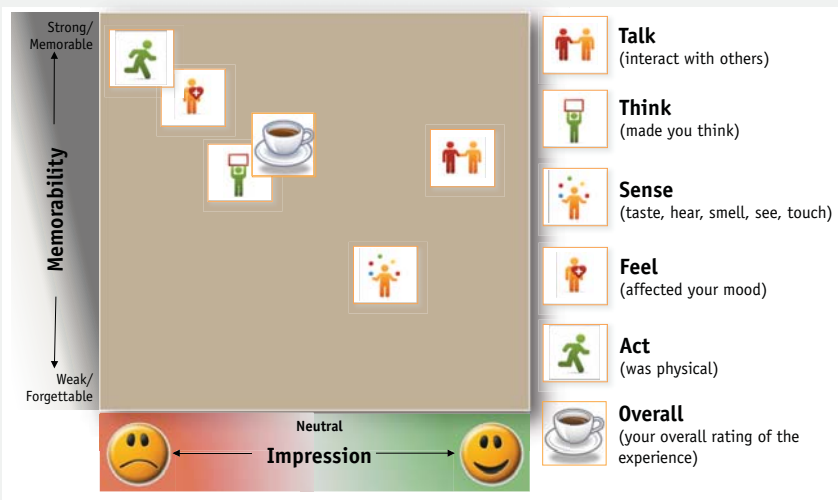 Strong/
Memorable
Memorability
Weak/
Forgettable
Neutral
Impression
Talk
(interact with others)
Think
(made you think)
Sense
(taste, hear, smell, see, touch)
Feel
(affected your mood)
Act
(was physical)
Overall
(your overall rating of the
experience)